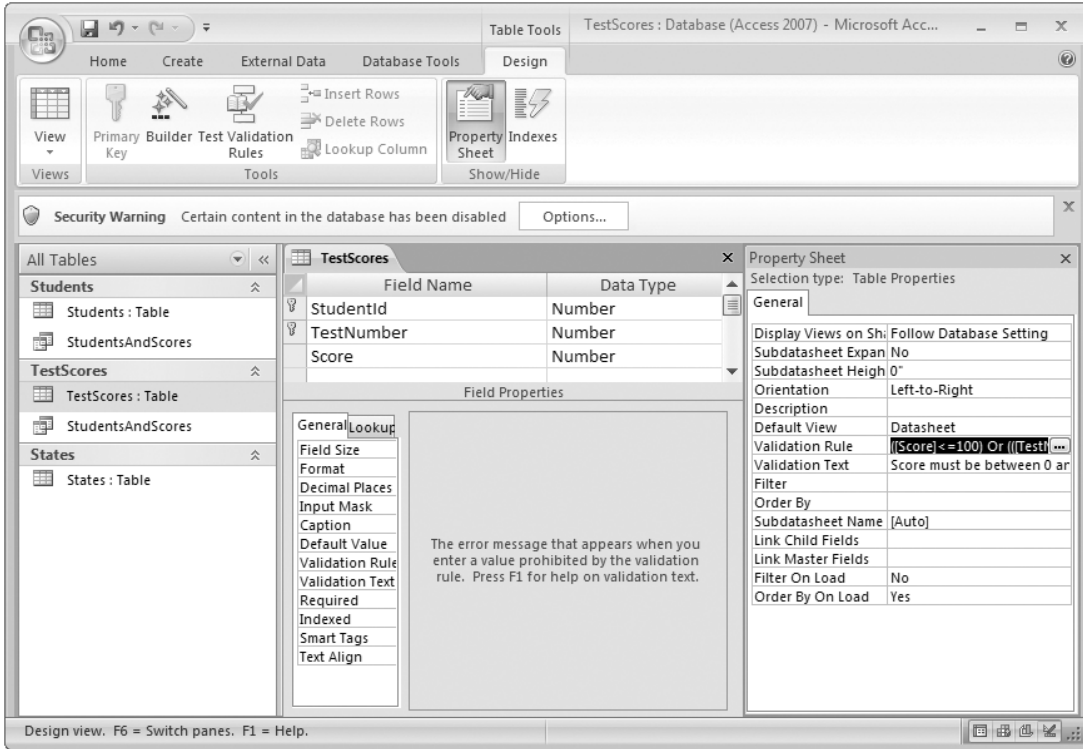 Table Tools
TestScores : Database (Access 2007) - Microsoft Acc...
Home Create External Data Database Tools Design
View
Primary Key
Builder
Test Validation Rules
Insert Rows
Delete Rows
Lookup Column
Property Sheet
Indexes
Views
Tools
Show/Hide
Security Warning Certain content in the database has been disabled Options...
All Tables
Students
Students : Table
StudentsAndScores
TestScores
TestScores : Table
StudentsAndScores
States
States : Table
TestScores
Field Name Data Type
StudentId Number
TestNumber Number
Score Number
Field Properties
General Lookup
Field Size
Format
Decimal Places
Input Mask
Caption
Default Value
Validation Rule
Validation Text
Required
Indexed
Smart Tags
Text Align
The error message that appears when you
enter a value prohibited by the validation
rule. Press F1 for help on validation text.
Property Sheet
Selection type: Table Properties
General
Display Views on Sh Follow Database Setting
Subdatasheet Expan No
Subdatasheet Heigh 0"
Orientation Left-to-Right
Description
Default View Datasheet
Validation Rule ([Score]<=100) Or (([Test
Validation Text Score must be between 0 an
Filter
Order By
Subdatasheet Name [Auto]
Link Child Fields
Link Master Fields
Filter On Load No
Order By On Load Yes
Design view. F6 = Switch panes. F1 = Help.